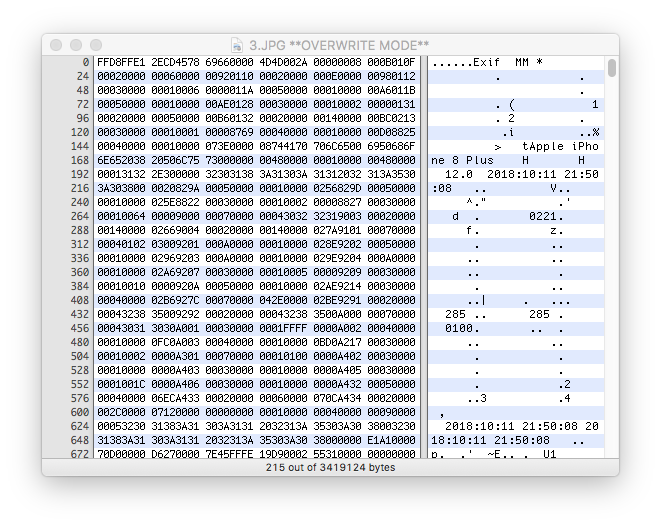 3.JPG **OVERWRITE MODE**
0 FFD8FFE1 2ECD4578 69660000 4D4D002A 00000008 000B010F ......Exif MM *
24 00020000 00060000 00920110 00020000 000E0000 00980112 . .
48 00030000 00010006 0000011A 00050000 00010000 00A6011B .
72 00050000 00010000 00AE0128 00030000 00010002 00000131 . ( 1
96 00020000 00050000 00B60132 00020000 00140000 00BC0213 . 2 .
120 00030000 00010001 00008769 00040000 00010000 00D08825 .i ..%
144 00040000 00010000 073E0000 08744170 706C6500 6950686F > tApple iPho
168 6E652038 20506C75 73000000 00480000 00010000 00480000 ne 8 Plus H H
192 00013132 2E300000 32303138 3A31303A 31312032 313A3530 12.0 2018:10:11 21:50
216 3A303800 0020829A 00050000 00010000 0256829D 00050000 :08 .. V..
240 00010000 025E8822 00030000 00010002 00008827 00030000 ^." .'
264 00010064 00009000 00070000 00043032 32319003 00020000 d . 0221.
288 00140000 02669004 00020000 00140000 027A9101 00070000 f. z.
312 00040102 03009201 000A0000 00010000 028E9202 00050000 . ..
336 00010000 02969203 000A0000 00010000 029E9204 000A0000 .. ..
360 00010000 02A69207 00030000 00010005 00009209 00030000 .. .
384 00010010 0000920A 00050000 00010000 02AE9214 00030000 . ..
408 00040000 02B6927C 00070000 042E0000 02BE9291 00020000 ..| . ...
432 00043238 35009292 00020000 00043238 3500A000 00070000 285 .. 285 .
456 00043031 3030A001 00030000 0001FFFF 0000A002 00040000 0100. .. .
480 00010000 0FC0A003 00040000 00010000 0BD0A217 00030000 .. ..
504 00010002 0000A301 00070000 00010100 0000A402 00030000 . .
528 00010000 0000A403 00030000 00010000 0000A405 00030000 . .
552 0001001C 0000A406 00030000 00010000 0000A432 00050000 . .2
576 00040000 06ECA433 00020000 00060000 070CA434 00020000 ..3 .4
600 002C0000 07120000 00000000 00010000 00040000 00090000 ,
624 00053230 31383A31 303A3131 2032313A 35303A30 38003230 2018:10:11 21:50:08 20
648 31383A31 303A3131 2032313A 35303A30 38000000 E1A10000 18:10:11 21:50:08 ..
672 70D00000 D6270000 7E45FFFE 19D90002 55310000 00000000 p. .' ~E.. . U1
215 out of 3419124 bytes